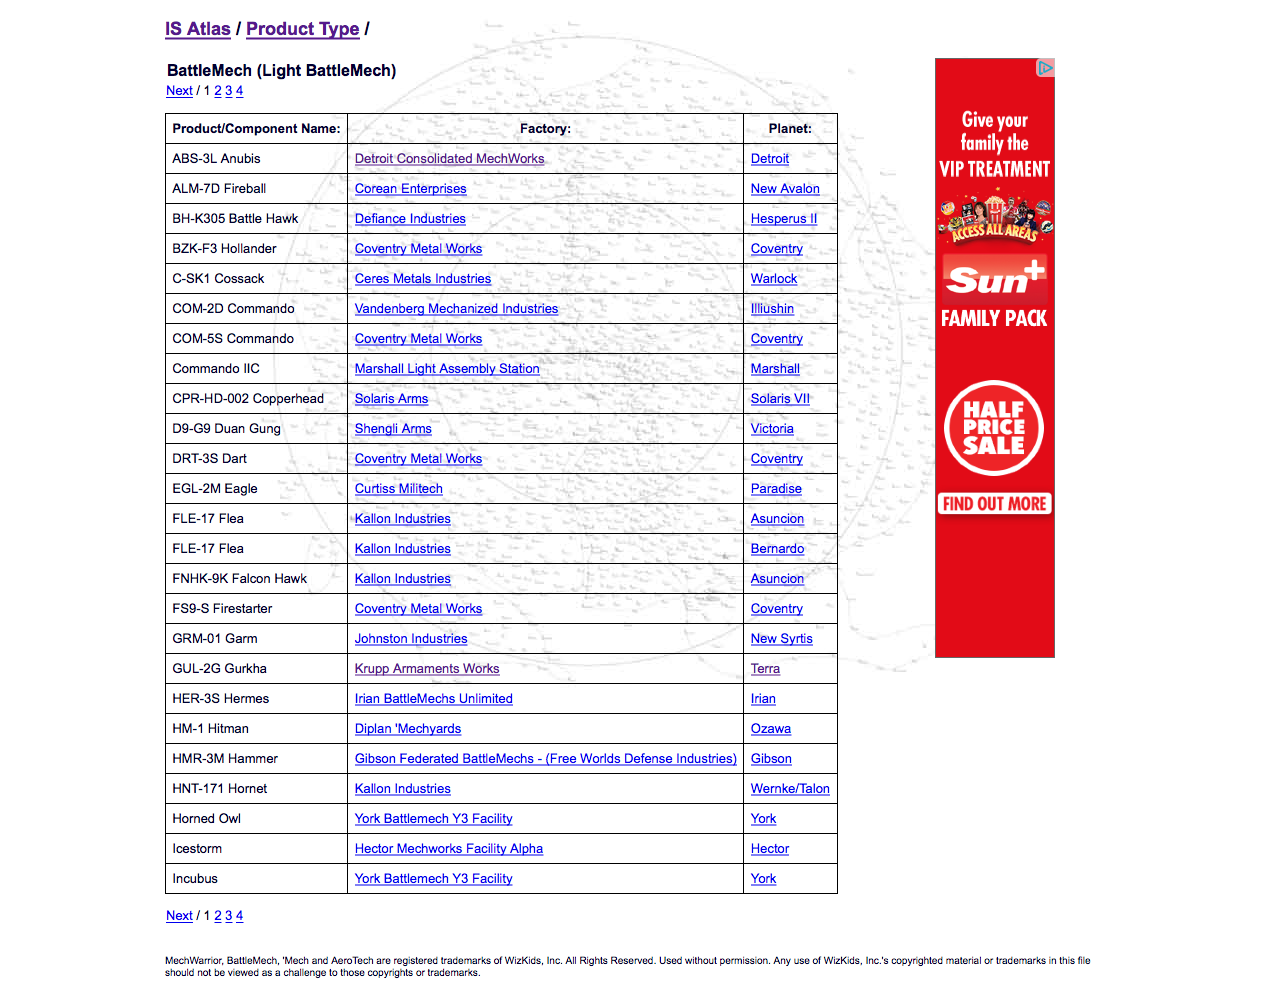 IS Atlas / Product Type /
BattleMech (Light BattleMech)
Next / 1 2 3 4
Product/Component Name: Factory: Planet:
ABS-3L Anubis Detroit Consolidated MechWorks Detroit
ALM-7D Fireball Corean Enterprises New Avalon
BH-K305 Battle Hawk Defiance Industries Hesperus II
BZK-F3 Hollander Coventry Metal Works Coventry
C-SK1 Cossack Ceres Metals Industries Warlock
COM-2D Commando Vandenberg Mechanized Industries Illiushin
COM-5S Commando Coventry Metal Works Coventry
Commando IIC Marshall Light Assembly Station Marshall
CPR-HD-002 Copperhead Solaris Arms Solaris VII
D9-G9 Duan Gung Shengli Arms Victoria
DRT-3S Dart Coventry Metal Works Coventry
EGL-2M Eagle Curtiss Militech Paradise
FLE-17 Flea Kallon Industries Asuncion
FLE-17 Flea Kallon Industries Bernardo
FNHK-9K Falcon Hawk Kallon Industries Asuncion
FS9-S Firestarter Coventry Metal Works Coventry
GRM-01 Garm Johnston Industries New Syrtis
GUL-2G Gurkha Krupp Armaments Works Terra
HER-3S Hermes Irian BattleMechs Unlimited Irian
HM-1 Hitman Diplan 'Mechyards Ozawa
HMR-3M Hammer Gibson Federated BattleMechs - (Free Worlds Defense Industries) Gibson
HNT-171 Hornet Kallon Industries Wernke/Talon
Horned Owl York Battlemech Y3 Facility York
Icestorm Hector Mechworks Facility Alpha Hector
Incubus York Battlemech Y3 Facility York
Next / 1 2 3 4
Give your
family the
VIP TREATMENT
ACCESS ALL AREAS
Sun+
FAMILY PACK
HALF
PRICE
SALE
FIND OUT MORE
MechWarrior, BattleMech, 'Mech and AeroTech are registered trademarks of WizKids, Inc. All Rights Reserved. Used without permission. Any use of WizKids, Inc.'s copyrighted material or trademarks in this file
should not be viewed as a challenge to those copyrights or trademarks.